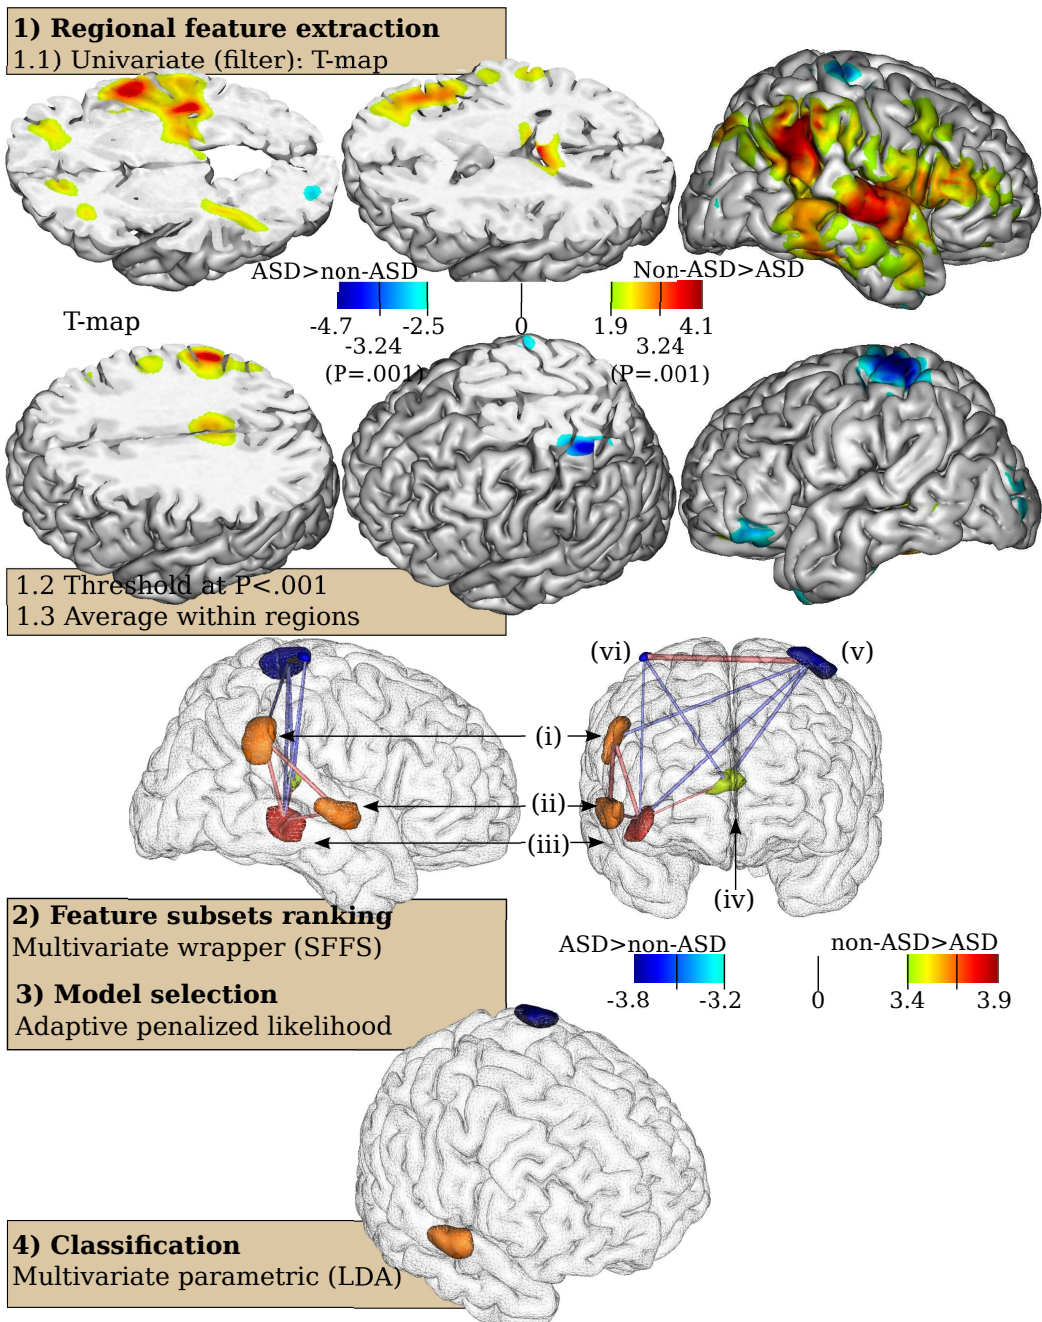 1) Regional feature extraction
1.1) Univariate (filter): T-map
ASD>non-ASD
Non-ASD>ASD
-4.7 -2.5 0 1.9 4.1
-3.24 3.24
(P=.001) (P=.001)
T-map
1.2 Threshold at P<.001
1.3 Average within regions
(vi) (v)
(i)
(ii)
(iii)
(iv)
2) Feature subsets ranking
Multivariate wrapper (SFFS)
ASD>non-ASD non-ASD>ASD
-3.8 -3.2 0 3.4 3.9
3) Model selection
Adaptive penalized likelihood
4) Classification
Multivariate parametric (LDA)